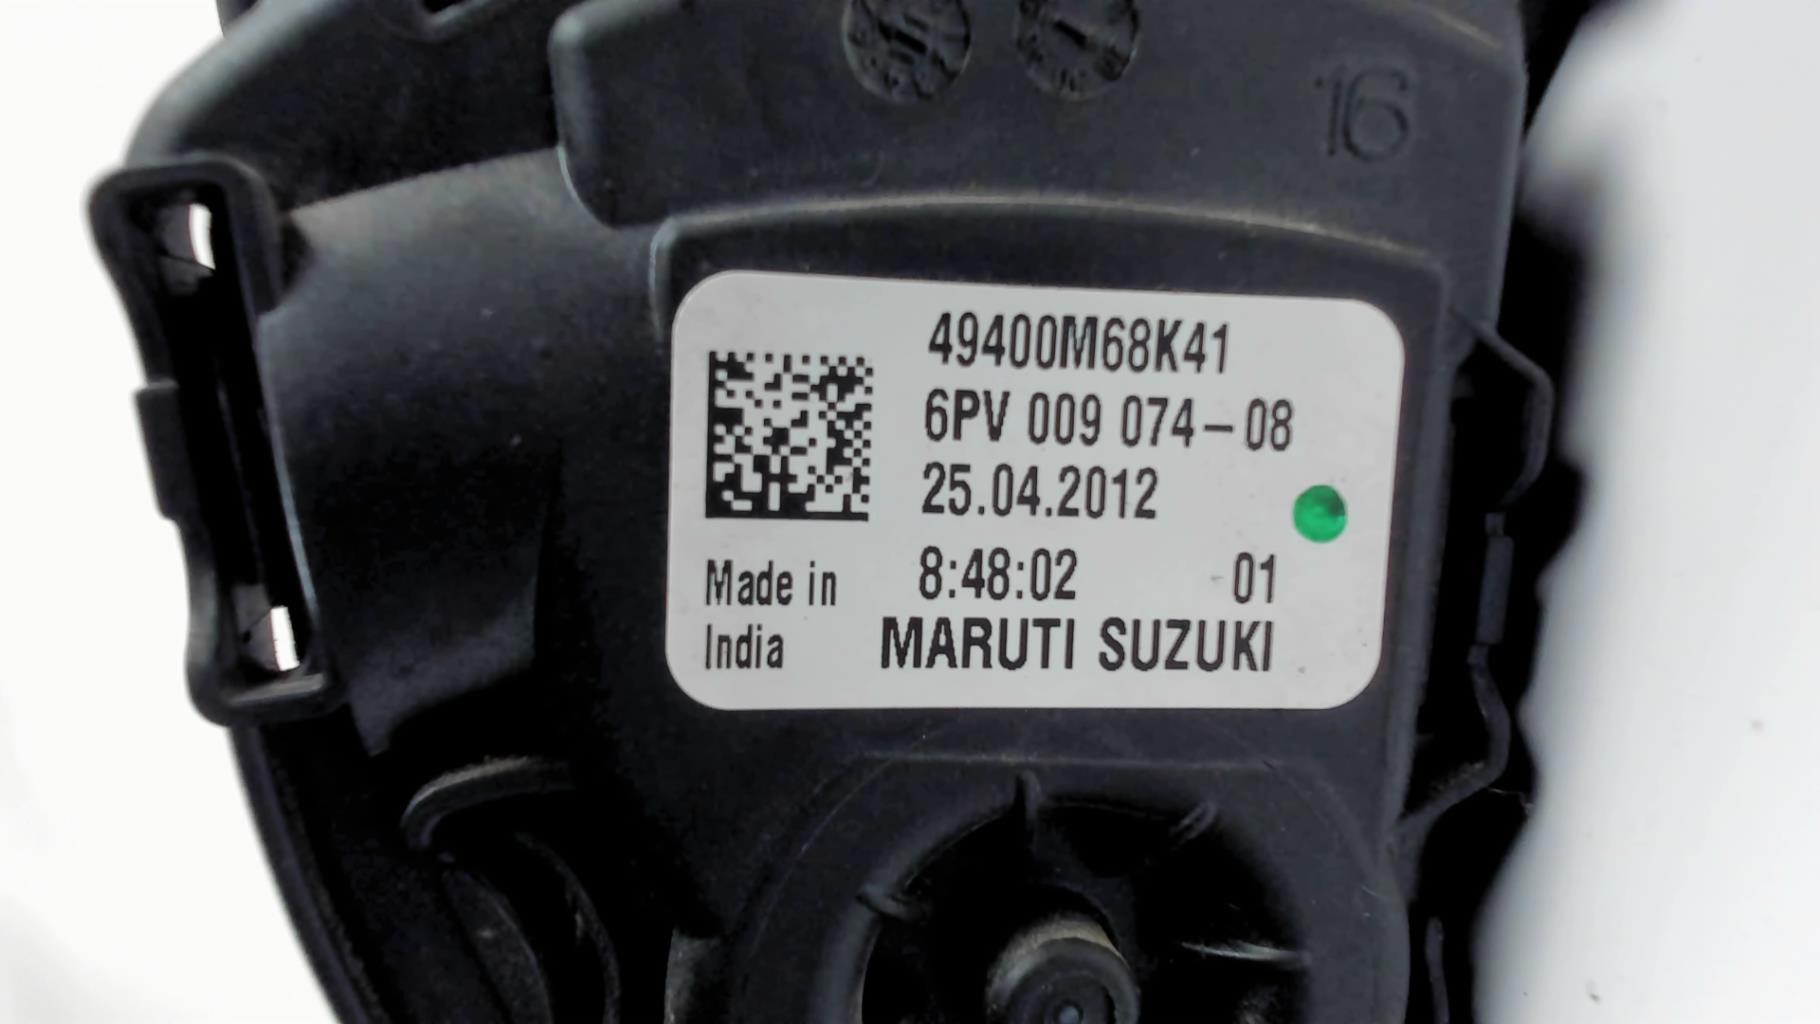 16
49400M68K41
6PV 009 074-08
25.04.2012
Made in 8:48:02 01
India MARUTI SUZUKI